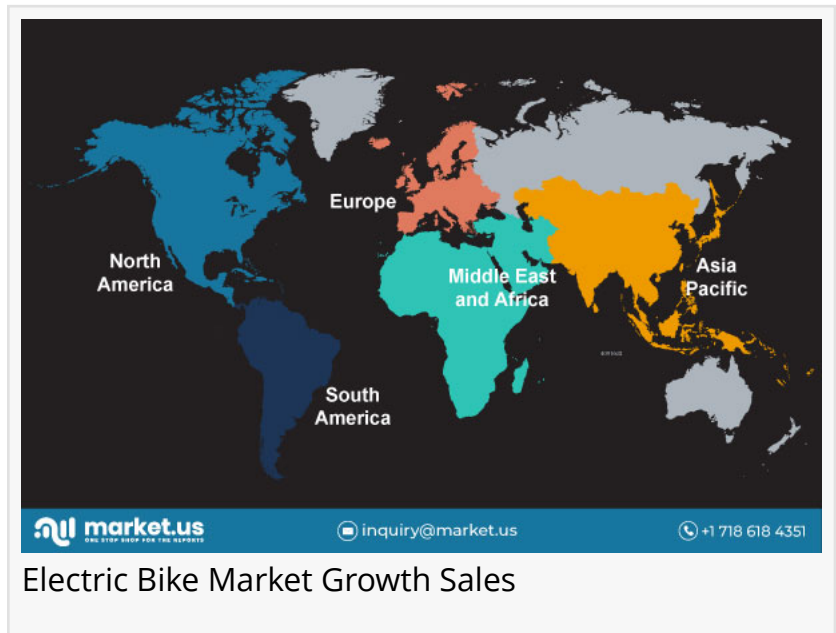 Europe
North
America
Middle East
and Africa
Asia
Pacific
South
America
market.us
ONE STOP SHOP FOR THE REPORTS
inquiry@market.us
+1 718 618 4351
Electric Bike Market Growth Sales